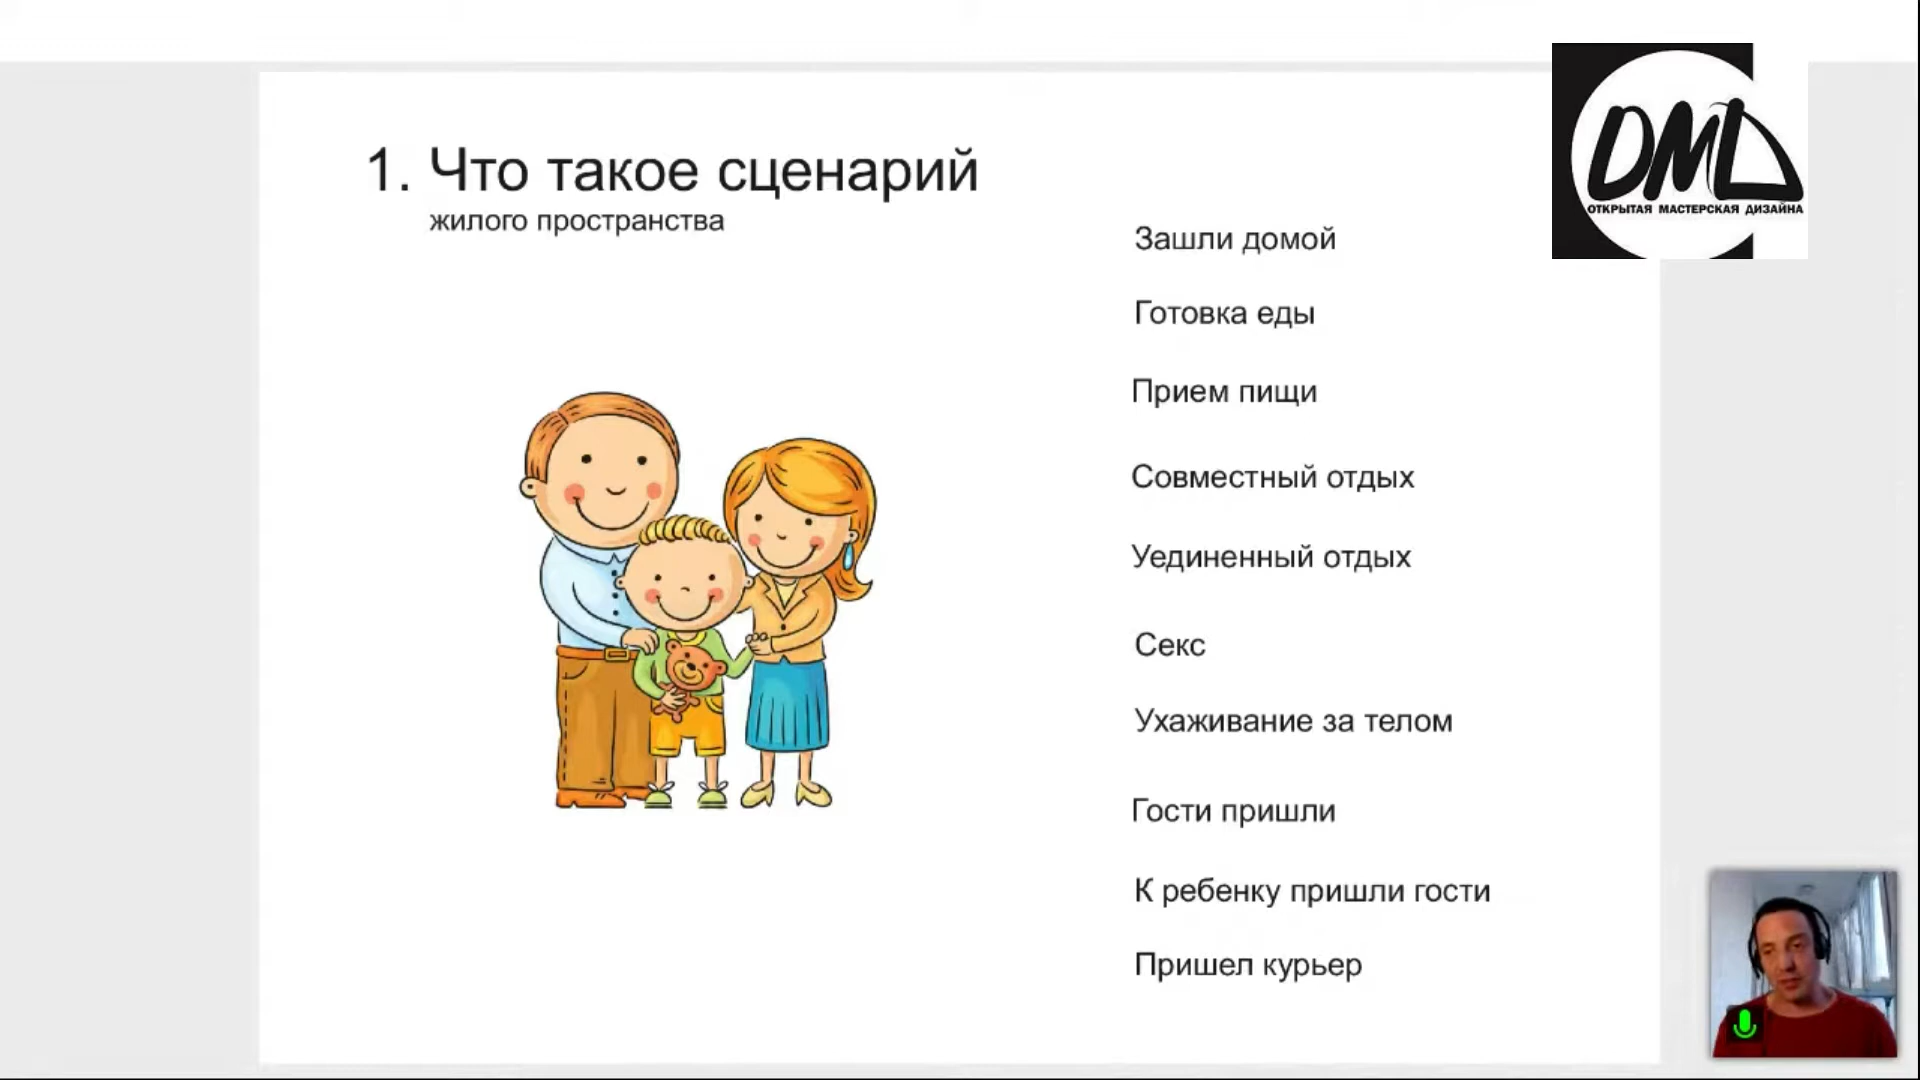 1. Что такое сценарий
жилого пространства
Зашли домой
Готовка еды
Прием пищи
Совместный отдых
Уединенный отдых
Секс
Ухаживание за телом
Гости пришли
К ребенку пришли гости
Пришел курьер
DMD
ОТКРЫТАЯ МАСТЕРСКАЯ ДИЗАЙНА